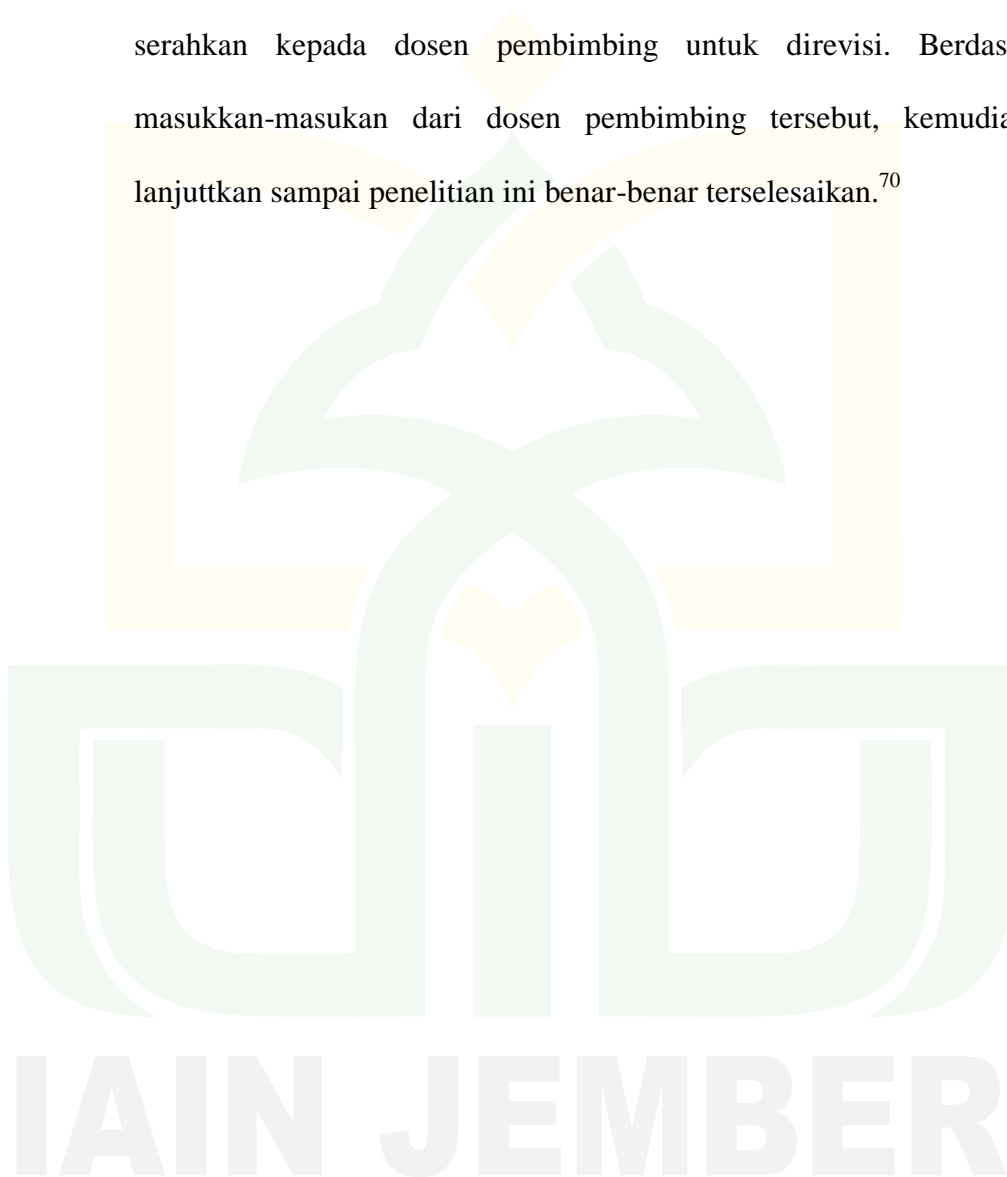 serahkan kepada dosen pembimbing untuk direvisi. Berdas
masukkan-masukan dari dosen pembimbing tersebut, kemudia
lanjuttkan sampai penelitian ini benar-benar terselesaikan.70
IAIN JEMBER